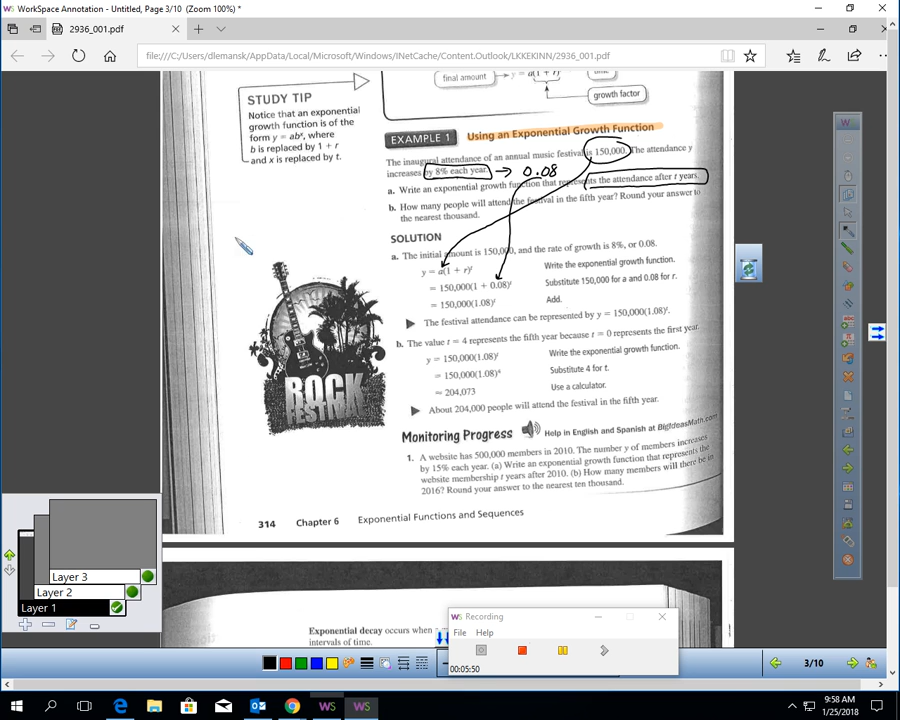 WorkSpace Annotation - Untitled, Page 3/10 (Zoom 100%) *
2936_001.pdf
file:///C:/Users/dlemansk/AppData/Local/Microsoft/Windows/INetCache/Content.Outlook/LKKEKINN/2936_001.pdf
final amount
y = a(1 + r)
growth factor
STUDY TIP
Notice that an exponential
growth function is of the
form y = abˣ, where
b is replaced by 1 + r
and x is replaced by t.
EXAMPLE 1 Using an Exponential Growth Function
The inaugural attendance of an annual music festival is 150,000. The attendance y
increases by 8% each year. → 0.08
a. Write an exponential growth function that represents the attendance after t years.
b. How many people will attend the festival in the fifth year? Round your answer to
the nearest thousand.
SOLUTION
a. The initial amount is 150,000, and the rate of growth is 8%, or 0.08.
y = a(1 + r)ᵗ Write the exponential growth function.
= 150,000(1 + 0.08)ᵗ Substitute 150,000 for a and 0.08 for r.
= 150,000(1.08)ᵗ Add.
The festival attendance can be represented by y = 150,000(1.08)ᵗ.
b. The value t = 4 represents the fifth year because t = 0 represents the first year.
y = 150,000(1.08)ᵗ Write the exponential growth function.
= 150,000(1.08)⁴ Substitute 4 for t.
≈ 204,073 Use a calculator.
About 204,000 people will attend the festival in the fifth year.
ROCK
FESTIVAL
Monitoring Progress Help in English and Spanish at BigIdeasMath.com
1. A website has 500,000 members in 2010. The number y of members increases
by 15% each year. (a) Write an exponential growth function that represents the
website membership t years after 2010. (b) How many members will there be in
2016? Round your answer to the nearest ten thousand.
314 Chapter 6 Exponential Functions and Sequences
Layer 3
Layer 2
Layer 1
Exponential decay occurs when
intervals of time.
WS Recording
File Help
00:05:50
3/10
9:58 AM
1/25/2018